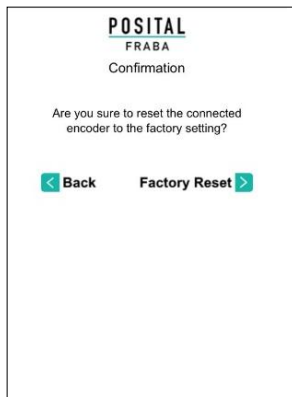 POSITAL
FRABA
Confirmation
Are you sure to reset the connected
encoder to the factory setting?
< Back Factory Reset >